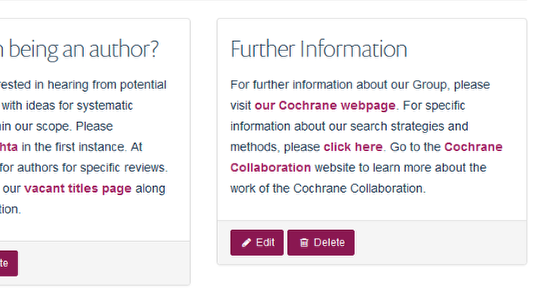 n being an author?
rested in hearing from potential
with ideas for systematic
in our scope. Please
hta in the first instance. At
for authors for specific reviews.
our vacant titles page along
tion.
te
Further Information
For further information about our Group, please
visit our Cochrane webpage. For specific
information about our search strategies and
methods, please click here. Go to the Cochrane
Collaboration website to learn more about the
work of the Cochrane Collaboration.
Edit Delete